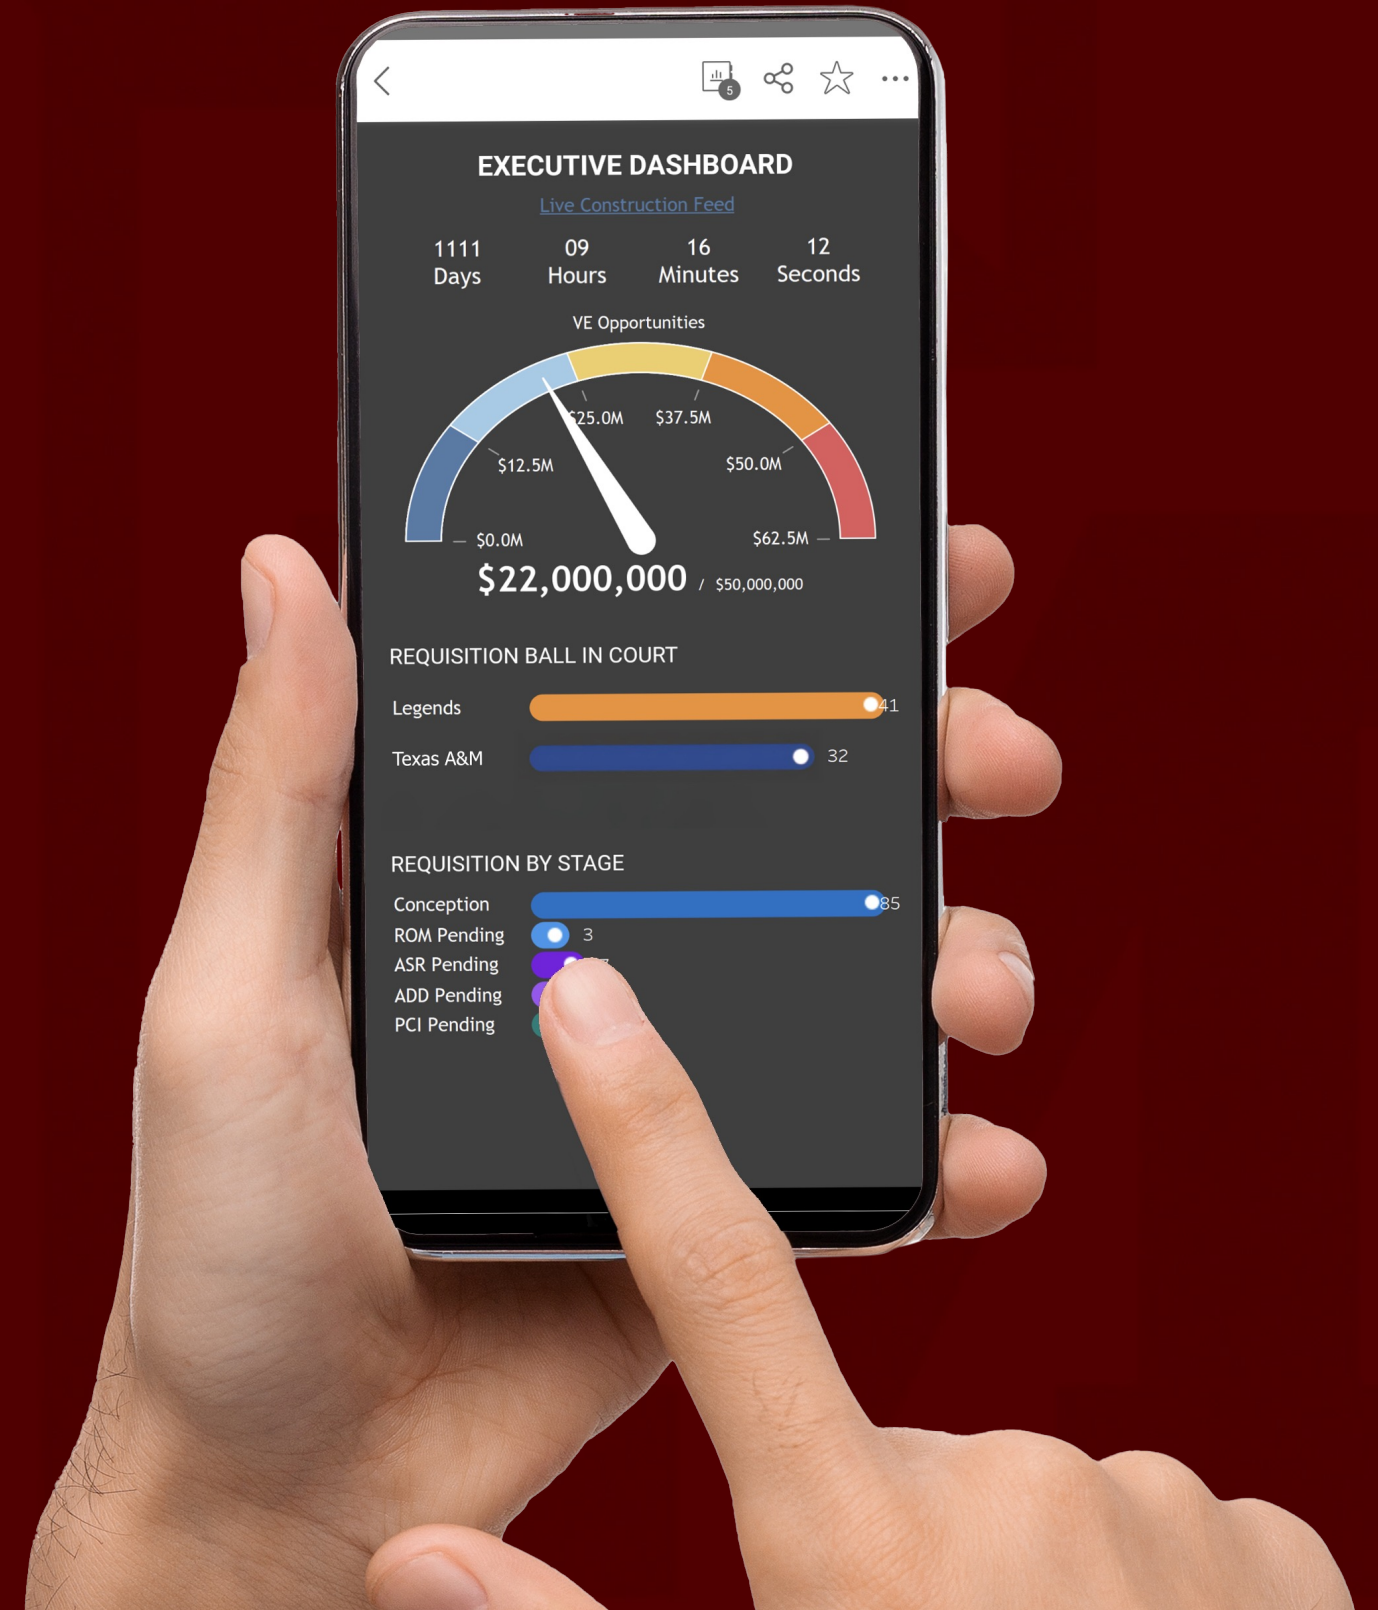 5
EXECUTIVE DASHBOARD
Live Construction Feed
1111 09 16 12
Days Hours Minutes Seconds
VE Opportunities
$25.0M $37.5M
$12.5M $50.0M
$0.0M $62.5M
$22,000,000 / $50,000,000
REQUISITION BALL IN COURT
Legends 41
Texas A&M 32
REQUISITION BY STAGE
Conception 85
ROM Pending 3
ASR Pending
ADD Pending
PCI Pending